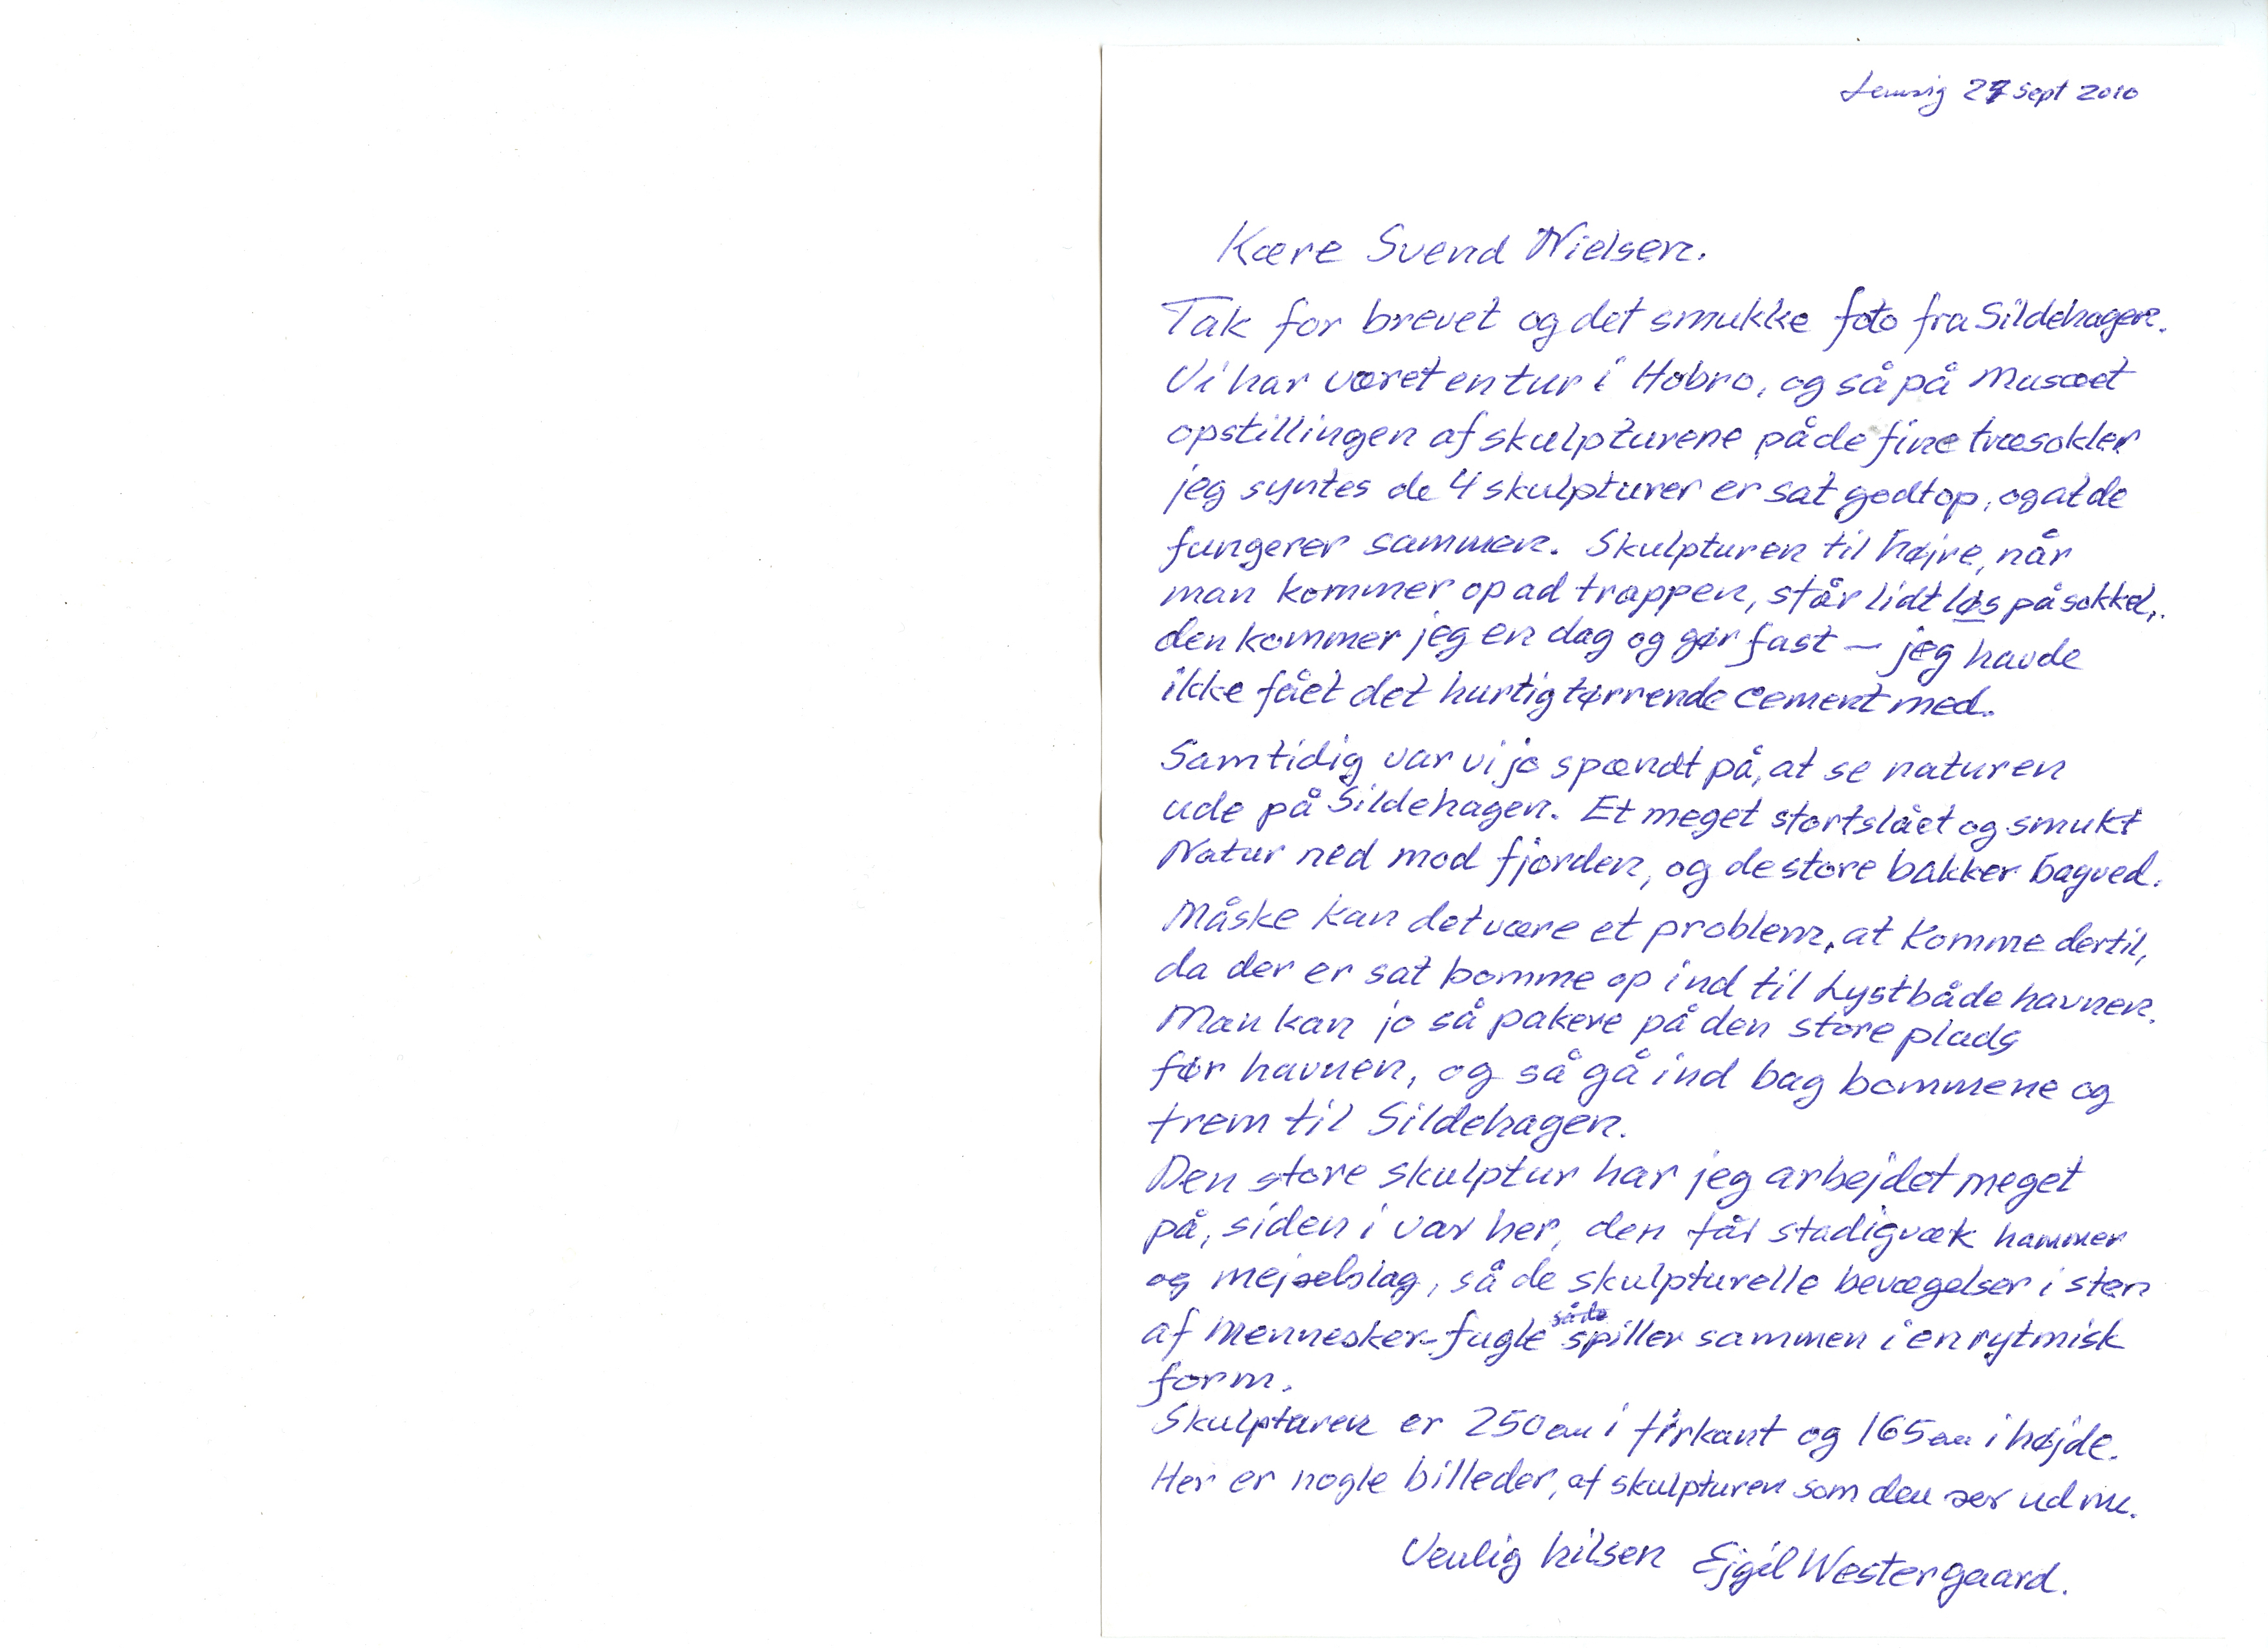 Lemvig 27 Sept 2010
Kære Svend Nielsen.
Tak for brevet og det smukke foto fra Sildehagen.
Vi har været en tur i Hobro, og så på Musæet
opstillingen af skulpturene på de fine træsokler
jeg syntes de 4 skulpturer er sat godt op, og at de
fungerer sammen. Skulpturen til højre, når
man kommer op ad trappen, står lidt løs på sokkel,
den kommer jeg en dag og gør fast — jeg havde
ikke fået det hurtigtørrende cement med.
Samtidig var vi jo spændt på, at se naturen
ude på Sildehagen. Et meget stortslået og smukt
Natur ned mod fjorden, og de store bakker bagved.
Måske kan det være et problem, at komme dertil,
da der er sat bomme op ind til Lystbådehavnen.
Man kan jo så pakere på den store plads
før havnen, og så gå ind bag bommene og
frem til Sildehagen.
Den store skulptur har jeg arbejdet meget
på, siden i var her, den får stadigvæk hammer
og mejselslag, så de skulpturelle bevægelser i sten
af mennesker-fugle så de spiller sammen i en rytmisk
form.
Skulpturen er 250 cm i firkant og 165 cm i højde.
Her er nogle billeder, af skulpturen som den ser ud nu.
Venlig hilsen Ejgil Westergaard.